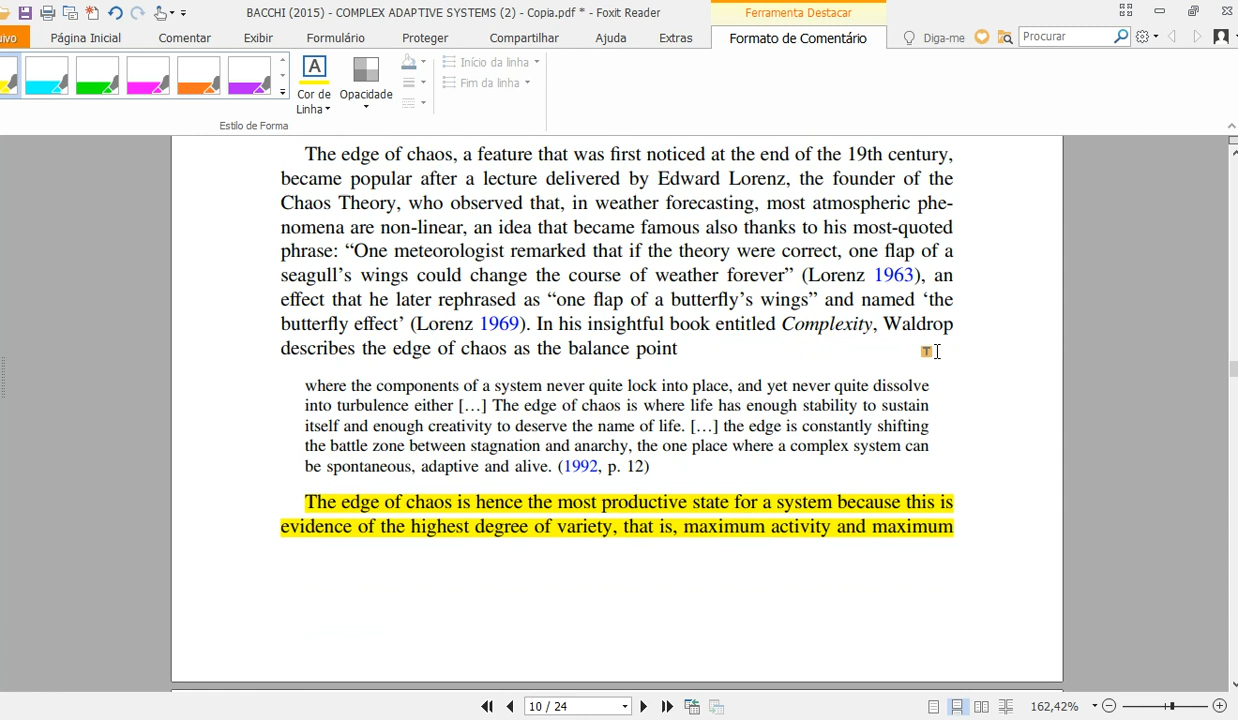 BACCHI (2015) - COMPLEX ADAPTIVE SYSTEMS (2) - Copia.pdf * - Foxit Reader
Ferramenta Destacar
ivo Página Inicial Comentar Exibir Formulário Proteger Compartilhar Ajuda Extras Formato de Comentário Diga-me Procurar
A
Cor de Linha
Opacidade
Início da linha
Fim da linha
Estilo de Forma
The edge of chaos, a feature that was first noticed at the end of the 19th century,
became popular after a lecture delivered by Edward Lorenz, the founder of the
Chaos Theory, who observed that, in weather forecasting, most atmospheric phe-
nomena are non-linear, an idea that became famous also thanks to his most-quoted
phrase: “One meteorologist remarked that if the theory were correct, one flap of a
seagull’s wings could change the course of weather forever” (Lorenz 1963), an
effect that he later rephrased as “one flap of a butterfly’s wings” and named ‘the
butterfly effect’ (Lorenz 1969). In his insightful book entitled Complexity, Waldrop
describes the edge of chaos as the balance point
T
where the components of a system never quite lock into place, and yet never quite dissolve
into turbulence either […] The edge of chaos is where life has enough stability to sustain
itself and enough creativity to deserve the name of life. […] the edge is constantly shifting
the battle zone between stagnation and anarchy, the one place where a complex system can
be spontaneous, adaptive and alive. (1992, p. 12)
The edge of chaos is hence the most productive state for a system because this is
evidence of the highest degree of variety, that is, maximum activity and maximum
10 / 24
162,42%